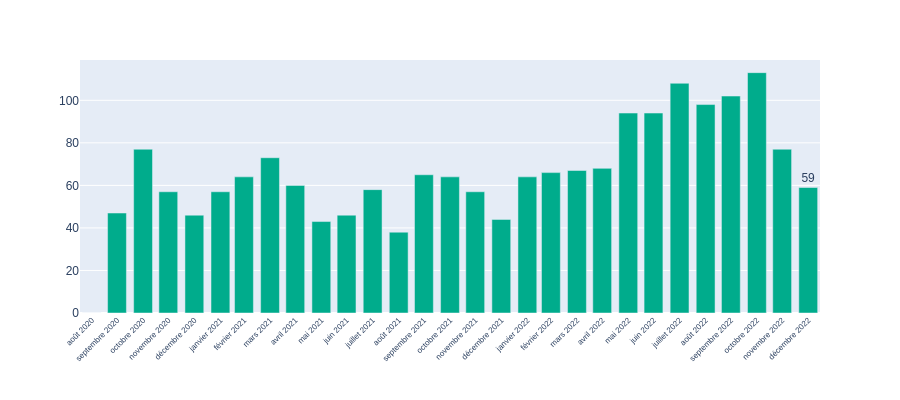 100
80
60
40
20
0
59
août 2020
septembre 2020
octobre 2020
novembre 2020
décembre 2020
janvier 2021
février 2021
mars 2021
avril 2021
mai 2021
juin 2021
juillet 2021
août 2021
septembre 2021
octobre 2021
novembre 2021
décembre 2021
janvier 2022
février 2022
mars 2022
avril 2022
mai 2022
juin 2022
juillet 2022
août 2022
septembre 2022
octobre 2022
novembre 2022
décembre 2022